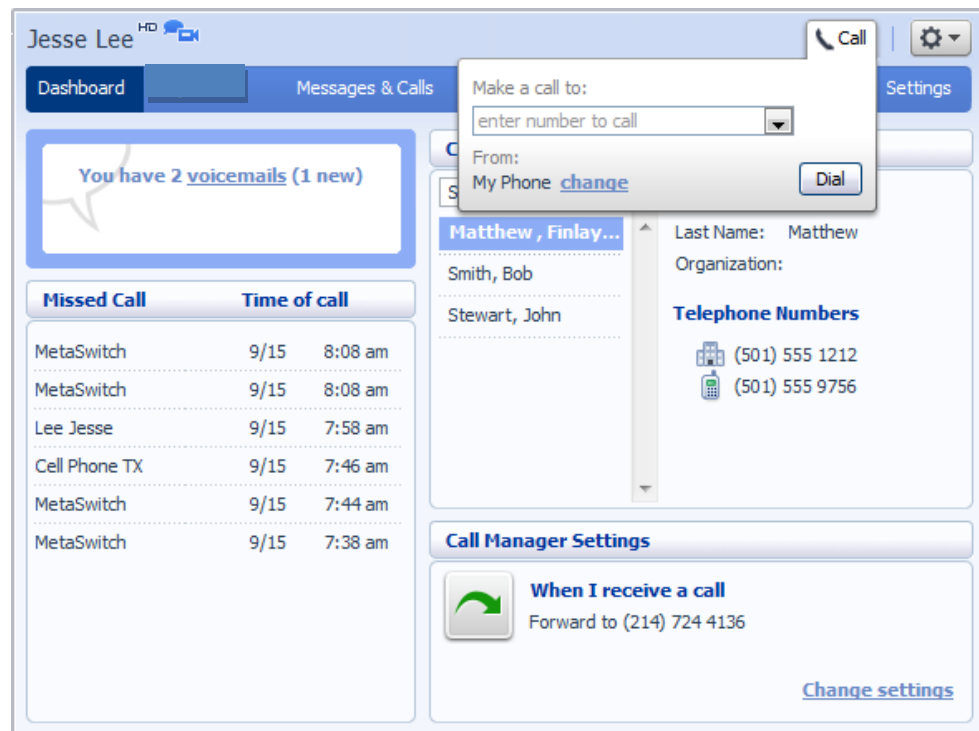 Jesse Lee HD
Call
Dashboard Messages & Calls Settings
Make a call to:
enter number to call
From:
My Phone change
Dial
You have 2 voicemails (1 new)
Missed Call Time of call
MetaSwitch 9/15 8:08 am
MetaSwitch 9/15 8:08 am
Lee Jesse 9/15 7:58 am
Cell Phone TX 9/15 7:46 am
MetaSwitch 9/15 7:44 am
MetaSwitch 9/15 7:38 am
C
S
Matthew , Finlay...
Smith, Bob
Stewart, John
Last Name: Matthew
Organization:
Telephone Numbers
(501) 555 1212
(501) 555 9756
Call Manager Settings
When I receive a call
Forward to (214) 724 4136
Change settings